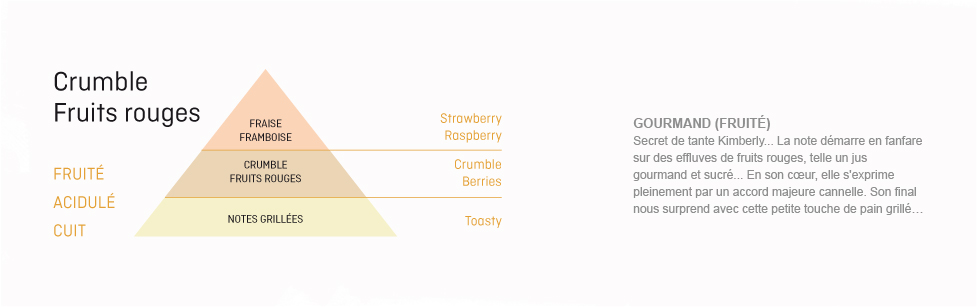 Crumble
Fruits rouges
FRUITÉ
ACIDULÉ
CUIT
FRAISE
FRAMBOISE
CRUMBLE
FRUITS ROUGES
NOTES GRILLÉES
Strawberry
Raspberry
Crumble
Berries
Toasty
GOURMAND (FRUITÉ)
Secret de tante Kimberly... La note démarre en fanfare
sur des effluves de fruits rouges, telle un jus
gourmand et sucré... En son cœur, elle s'exprime
pleinement par un accord majeure cannelle. Son final
nous surprend avec cette petite touche de pain grillé…